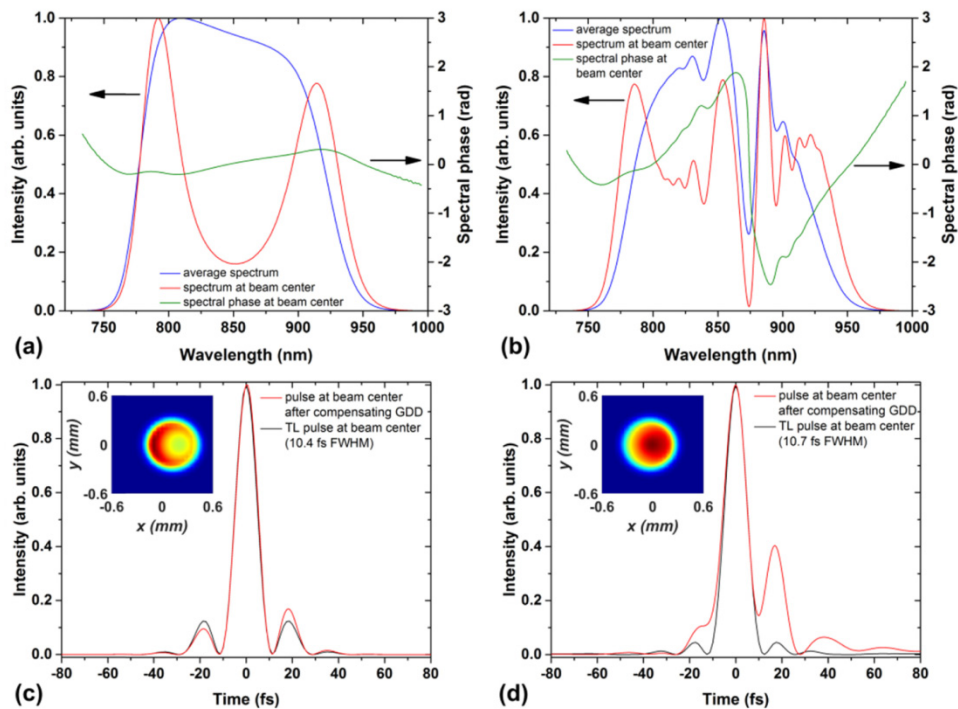 1.0
0.8
0.6
0.4
0.2
0.0
Intensity (arb. units)
average spectrum
spectrum at beam center
spectral phase at beam center
3
2
1
0
-1
-2
-3
Spectral phase (rad)
750 800 850 900 950 1000
Wavelength (nm)
(a)
1.0
0.8
0.6
0.4
0.2
0.0
Intensity (arb. units)
average spectrum
spectrum at beam center
spectral phase at
beam center
3
2
1
0
-1
-2
-3
Spectral phase (rad)
750 800 850 900 950 1000
Wavelength (nm)
(b)
1.0
0.8
0.6
0.4
0.2
0.0
Intensity (arb. units)
0.6
0
-0.6
y (mm)
-0.6 0 0.6
x (mm)
pulse at beam center
after compensating GDD
TL pulse at beam center
(10.4 fs FWHM)
-80 -60 -40 -20 0 20 40 60 80
Time (fs)
(c)
1.0
0.8
0.6
0.4
0.2
0.0
Intensity (arb. units)
0.6
0
-0.6
y (mm)
-0.6 0 0.6
x (mm)
pulse at beam center
after compensating GDD
TL pulse at beam center
(10.7 fs FWHM)
-80 -60 -40 -20 0 20 40 60 80
Time (fs)
(d)